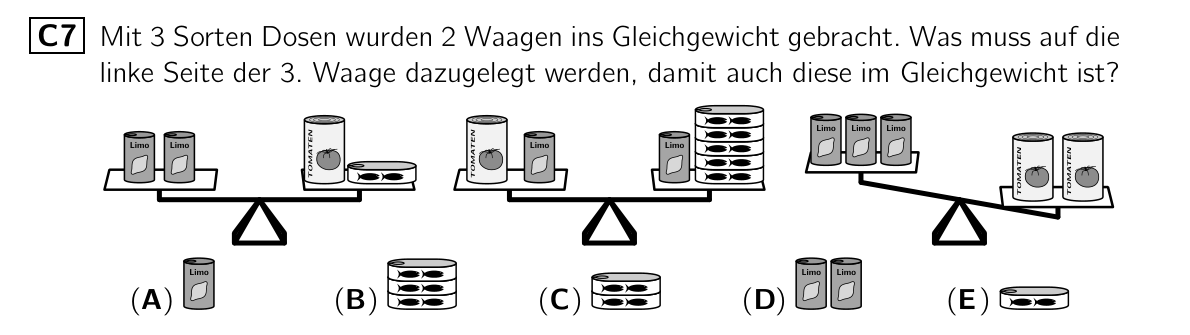 C7 Mit 3 Sorten Dosen wurden 2 Waagen ins Gleichgewicht gebracht. Was muss auf die
linke Seite der 3. Waage dazugelegt werden, damit auch diese im Gleichgewicht ist?
Limo Limo TOMATEN TOMATEN Limo Limo Limo Limo Limo TOMATEN TOMATEN
(A) Limo (B) (C) (D) Limo Limo (E)